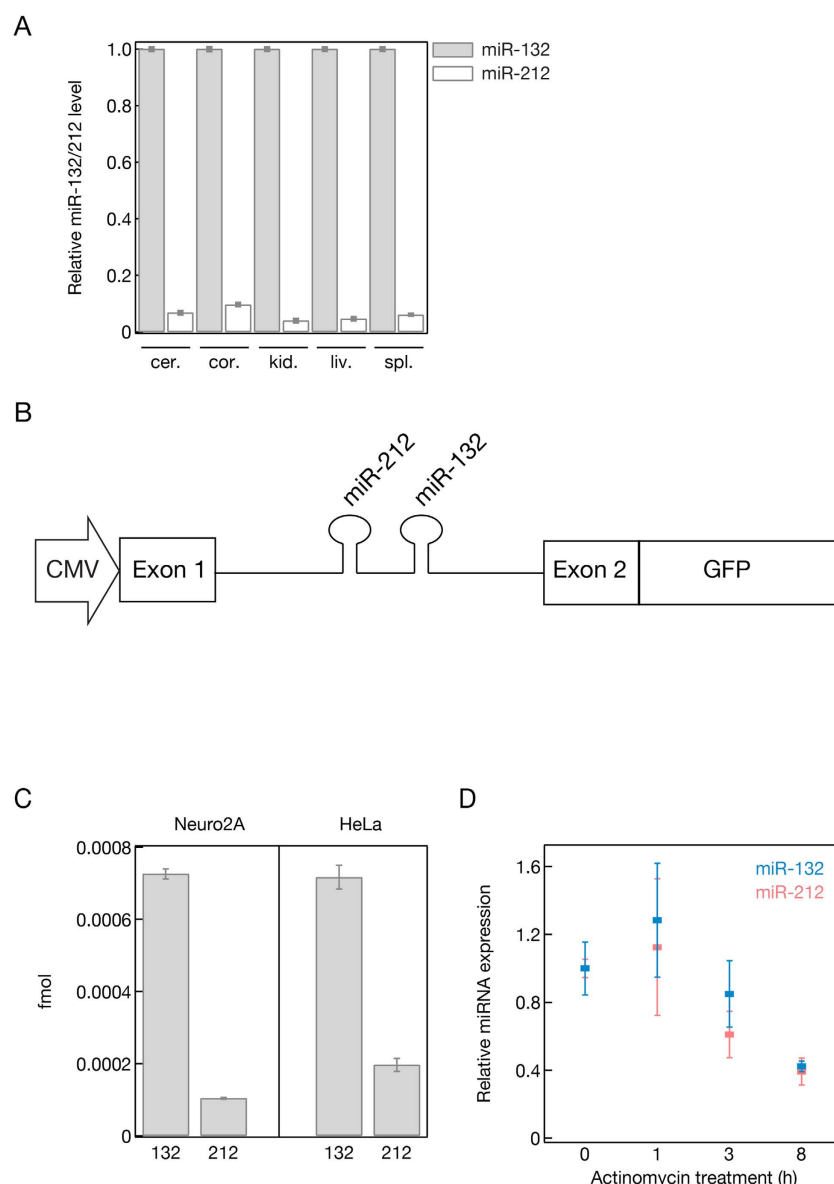 A
1.0
0.8
0.6
0.4
0.2
0
Relative miR-132/212 level
miR-132
miR-212
cer. cor. kid. liv. spl.
B
miR-212 miR-132
CMV Exon 1 Exon 2 GFP
C
Neuro2A HeLa
0.0008
0.0006
0.0004
0.0002
0
fmol
132 212 132 212
D
miR-132
miR-212
1.6
1.2
0.8
0.4
0
Relative miRNA expression
0 1 3 8
Actinomycin treatment (h)